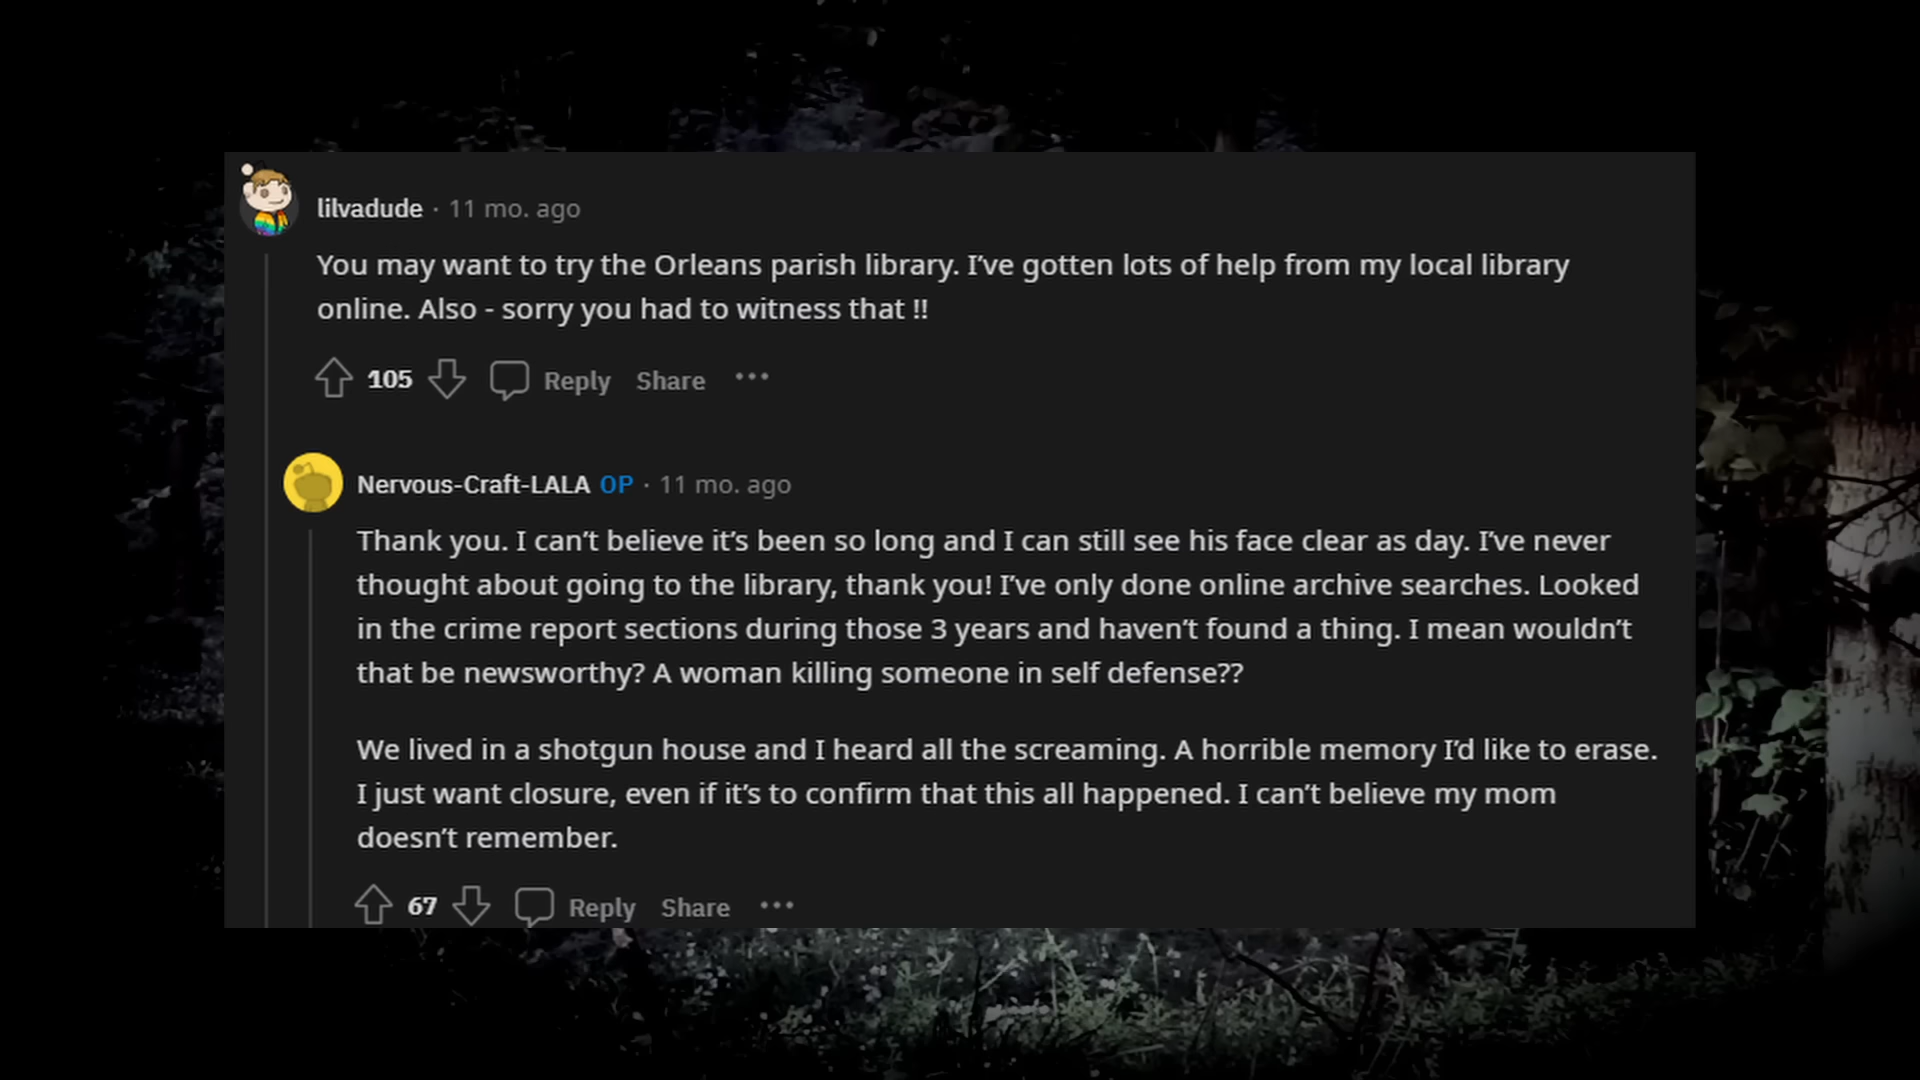 lilvadude · 11 mo. ago
You may want to try the Orleans parish library. I've gotten lots of help from my local library
online. Also - sorry you had to witness that !!
105 Reply Share ···
Nervous-Craft-LALA OP · 11 mo. ago
Thank you. I can't believe it's been so long and I can still see his face clear as day. I've never
thought about going to the library, thank you! I've only done online archive searches. Looked
in the crime report sections during those 3 years and haven't found a thing. I mean wouldn't
that be newsworthy? A woman killing someone in self defense??
We lived in a shotgun house and I heard all the screaming. A horrible memory I'd like to erase.
I just want closure, even if it's to confirm that this all happened. I can't believe my mom
doesn't remember.
67 Reply Share ···